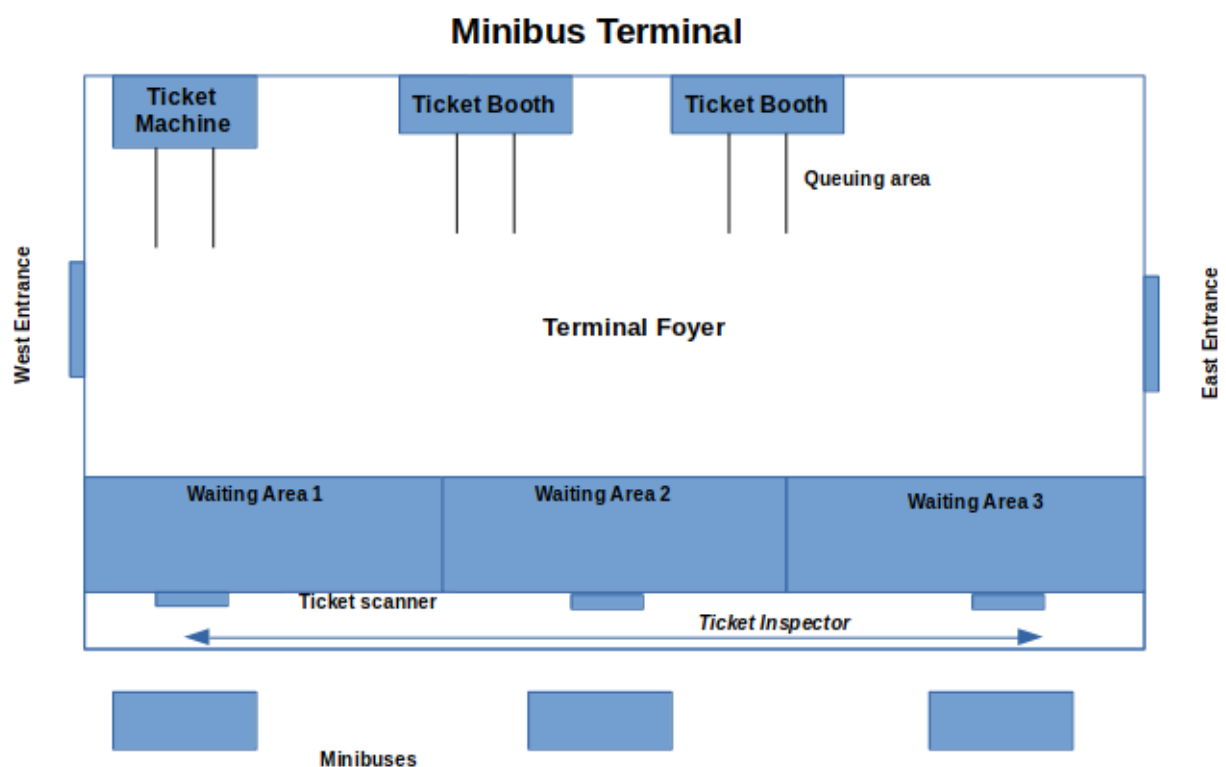 Minibus Terminal
Ticket
Machine
Ticket Booth
Ticket Booth
Queuing area
West Entrance
Terminal Foyer
East Entrance
Waiting Area 1
Waiting Area 2
Waiting Area 3
Ticket scanner
Ticket Inspector
Minibuses